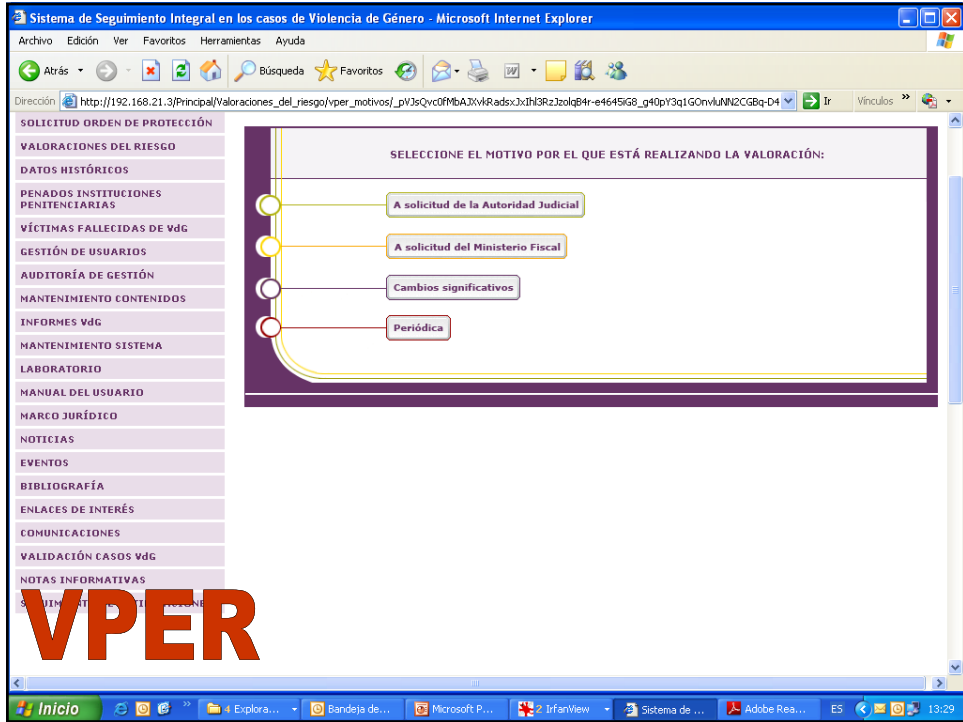 Sistema de Seguimiento Integral en los casos de Violencia de Género - Microsoft Internet Explorer
Archivo Edición Ver Favoritos Herramientas Ayuda
Atrás Búsqueda Favoritos
Dirección Ir Vínculos »
SOLICITUD ORDEN DE PROTECCIÓN
VALORACIONES DEL RIESGO
DATOS HISTÓRICOS
PENADOS INSTITUCIONES
PENITENCIARIAS
VÍCTIMAS FALLECIDAS DE VdG
GESTIÓN DE USUARIOS
AUDITORÍA DE GESTIÓN
MANTENIMIENTO CONTENIDOS
INFORMES VdG
MANTENIMIENTO SISTEMA
LABORATORIO
MANUAL DEL USUARIO
MARCO JURÍDICO
NOTICIAS
EVENTOS
BIBLIOGRAFÍA
ENLACES DE INTERÉS
COMUNICACIONES
VALIDACIÓN CASOS VdG
NOTAS INFORMATIVAS
SELECCIONE EL MOTIVO POR EL QUE ESTÁ REALIZANDO LA VALORACIÓN:
A solicitud de la Autoridad Judicial
A solicitud del Ministerio Fiscal
Cambios significativos
Periódica
VPER
Inicio » 4 Explora... Bandeja de... Microsoft P... 2 IrfanView Sistema de ... Adobe Rea... ES 13:29